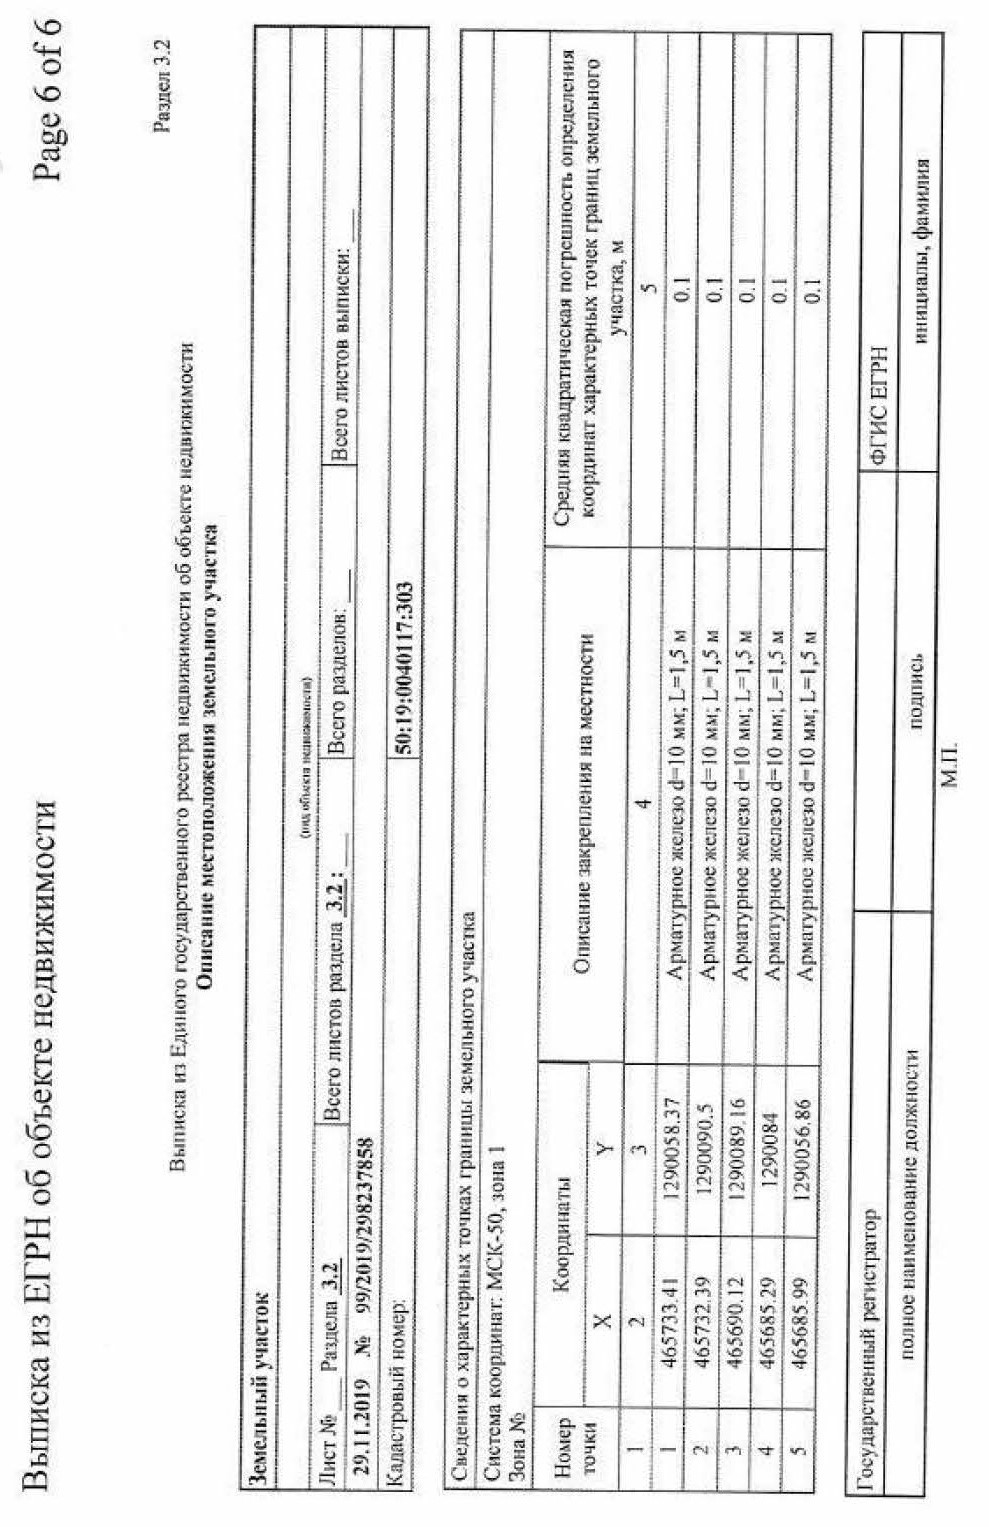 Выписки из ЕГРН об объекте недвижимости Page 6 of 6
Раздел 3.2
Выписка из Единого государственного реестра недвижимости об объекте недвижимости
Описание местоположения земельного участка
Земельный участок
(вид объекта недвижимости)
Лист № ___ Раздела 3.2 Всего листов раздела 3.2 : ___ Всего разделов: ___ Всего листов выписки: ___
29.11.2019 № 99/2019/298237858
Кадастровый номер: 50:19:0040117:303
Сведения о характерных точках границы земельного участка
Система координат: МСК-50, зона 1
Зона №
Номер точки Координаты Описание закрепления на местности Средняя квадратическая погрешность определения координат характерных точек границ земельного участка, м
X Y
1 2 3 4 5
1 465733.41 1290058.37 Арматурное железо d=10 мм; L=1,5 м 0.1
2 465732.39 1290090.5 Арматурное железо d=10 мм; L=1,5 м 0.1
3 465690.12 1290089.16 Арматурное железо d=10 мм; L=1,5 м 0.1
4 465685.29 1290084 Арматурное железо d=10 мм; L=1,5 м 0.1
5 465685.99 1290056.86 Арматурное железо d=10 мм; L=1,5 м 0.1
Государственный регистратор ФГИС ЕГРН
полное наименование должности подпись инициалы, фамилия
М.П.